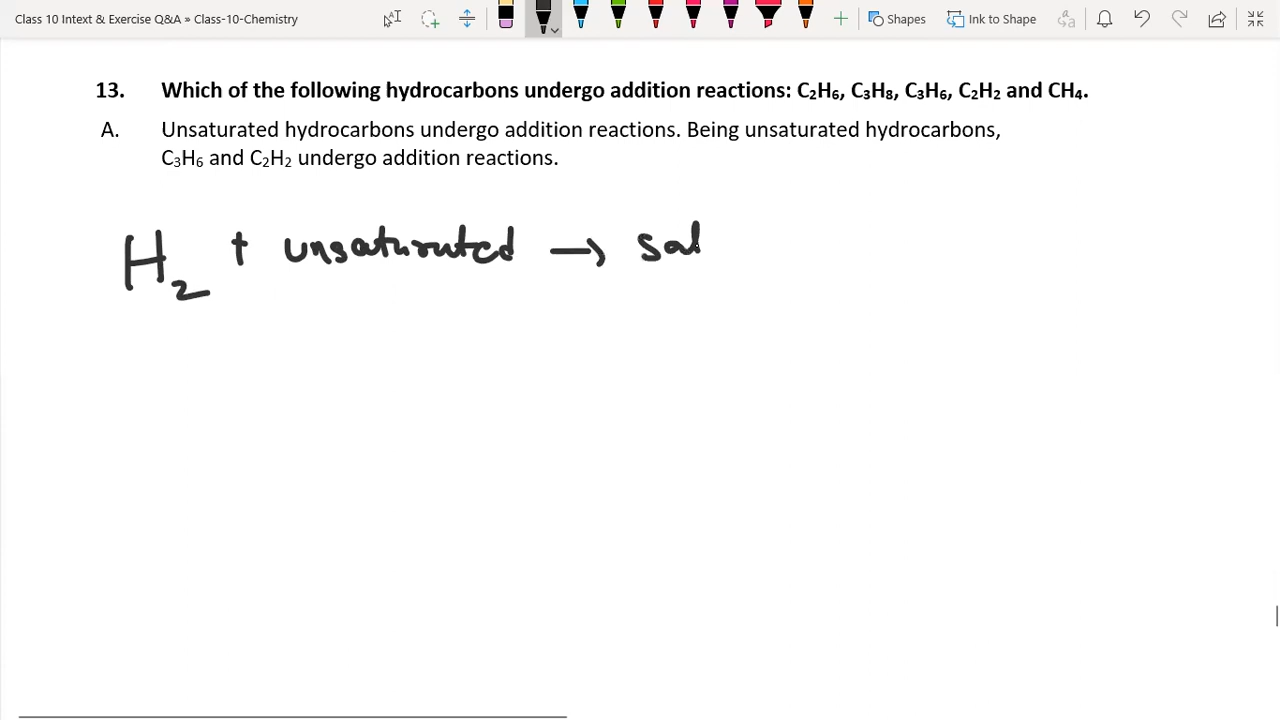 Class 10 Intext & Exercise Q&A » Class-10-Chemistry
Shapes
Ink to Shape
13. Which of the following hydrocarbons undergo addition reactions: C₂H₆, C₃H₈, C₃H₆, C₂H₂ and CH₄.
A. Unsaturated hydrocarbons undergo addition reactions. Being unsaturated hydrocarbons,
C₃H₆ and C₂H₂ undergo addition reactions.
H₂ + unsaturated → sat